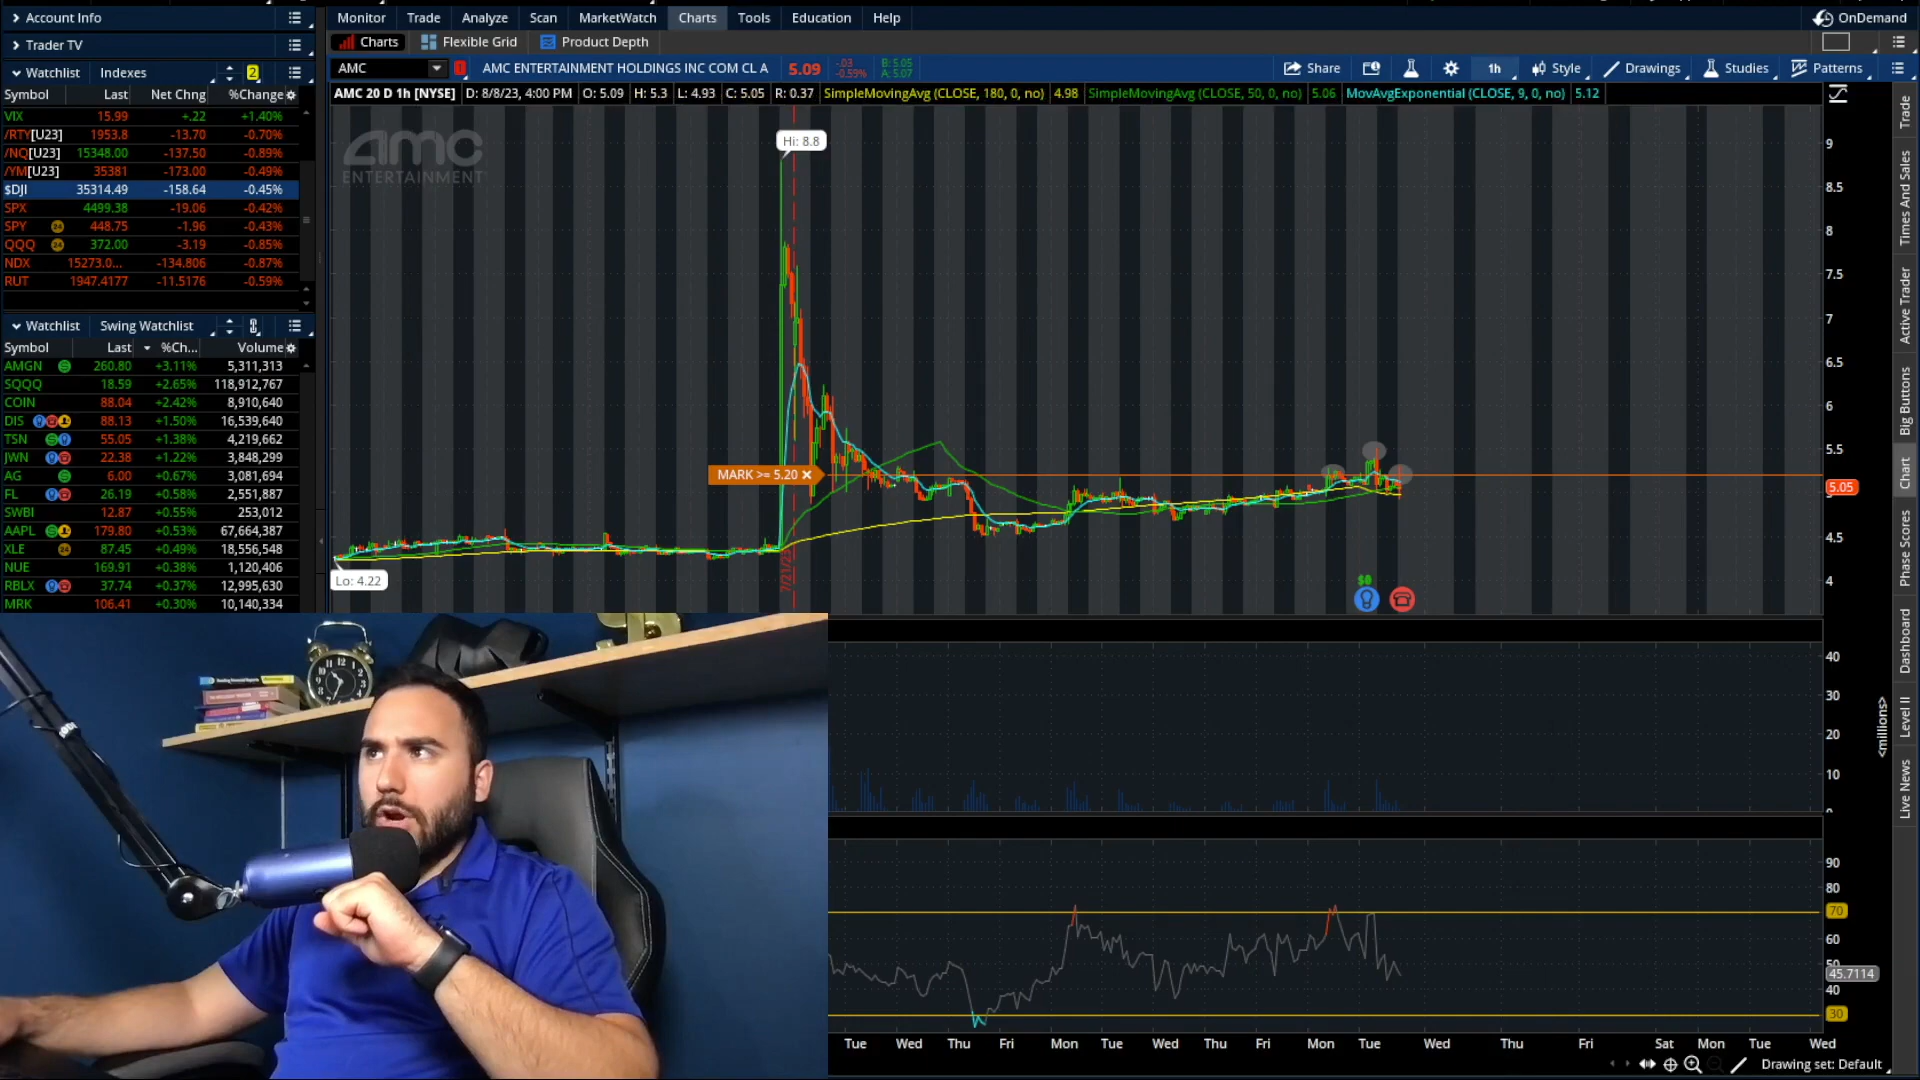 Account Info
Monitor Trade Analyze Scan MarketWatch Charts Tools Education Help OnDemand
Trader TV
Charts Flexible Grid Product Depth
Watchlist Indexes 2
AMC AMC ENTERTAINMENT HOLDINGS INC COM CL A 5.09 -.03 -0.59% B: 5.05 A: 5.07 Share 1h Style Drawings Studies Patterns
Symbol Last Net Chng %Change
AMC 20 D 1h [NYSE] D: 8/8/23, 4:00 PM O: 5.09 H: 5.3 L: 4.93 C: 5.05 R: 0.37 SimpleMovingAvg (CLOSE, 180, 0, no) 4.98 SimpleMovingAvg (CLOSE, 50, 0, no) 5.06 MovAvgExponential (CLOSE, 9, 0, no) 5.12
VIX 15.99 +.22 +1.40%
/RTY[U23] 1953.8 -13.70 -0.70%
/NQ[U23] 15348.00 -137.50 -0.89%
/YM[U23] 35381 -173.00 -0.49%
$DJI 35314.49 -158.64 -0.45%
SPX 4499.38 -19.06 -0.42%
SPY 24 448.75 -1.96 -0.43%
QQQ 24 372.00 -3.19 -0.85%
NDX 15273.0... -134.806 -0.87%
RUT 1947.4177 -11.5176 -0.59%
Watchlist Swing Watchlist
Symbol Last %Ch... Volume
AMGN 260.80 +3.11% 5,311,313
SQQQ 18.59 +2.65% 118,912,767
COIN 88.04 +2.42% 8,910,640
DIS 88.13 +1.50% 16,539,640
TSN 55.05 +1.38% 4,219,662
JWN 22.38 +1.22% 3,848,299
AG 6.00 +0.67% 3,081,694
FL 26.19 +0.58% 2,551,887
SWBI 12.87 +0.55% 253,012
AAPL 179.80 +0.53% 67,664,387
XLE 24 87.45 +0.49% 18,556,548
NUE 169.91 +0.38% 1,120,406
RBLX 37.74 +0.37% 12,995,630
MRK 106.41 +0.30% 10,140,334
amc
ENTERTAINMENT
Hi: 8.8
MARK >= 5.20
Lo: 4.22
$
9
8.5
8
7.5
7
6.5
6
5.5
5.05
4.5
4
40
30
20
10
0
<millions>
90
80
70
60
50
45.7114
40
30
Tue Wed Thu Fri Mon Tue Wed Thu Fri Mon Tue Wed Thu Fri Sat Mon Tue Wed
Drawing set: Default
Trade
Times And Sales
Active Trader
Big Buttons
Chart
Phase Scores
Dashboard
Level II
Live News